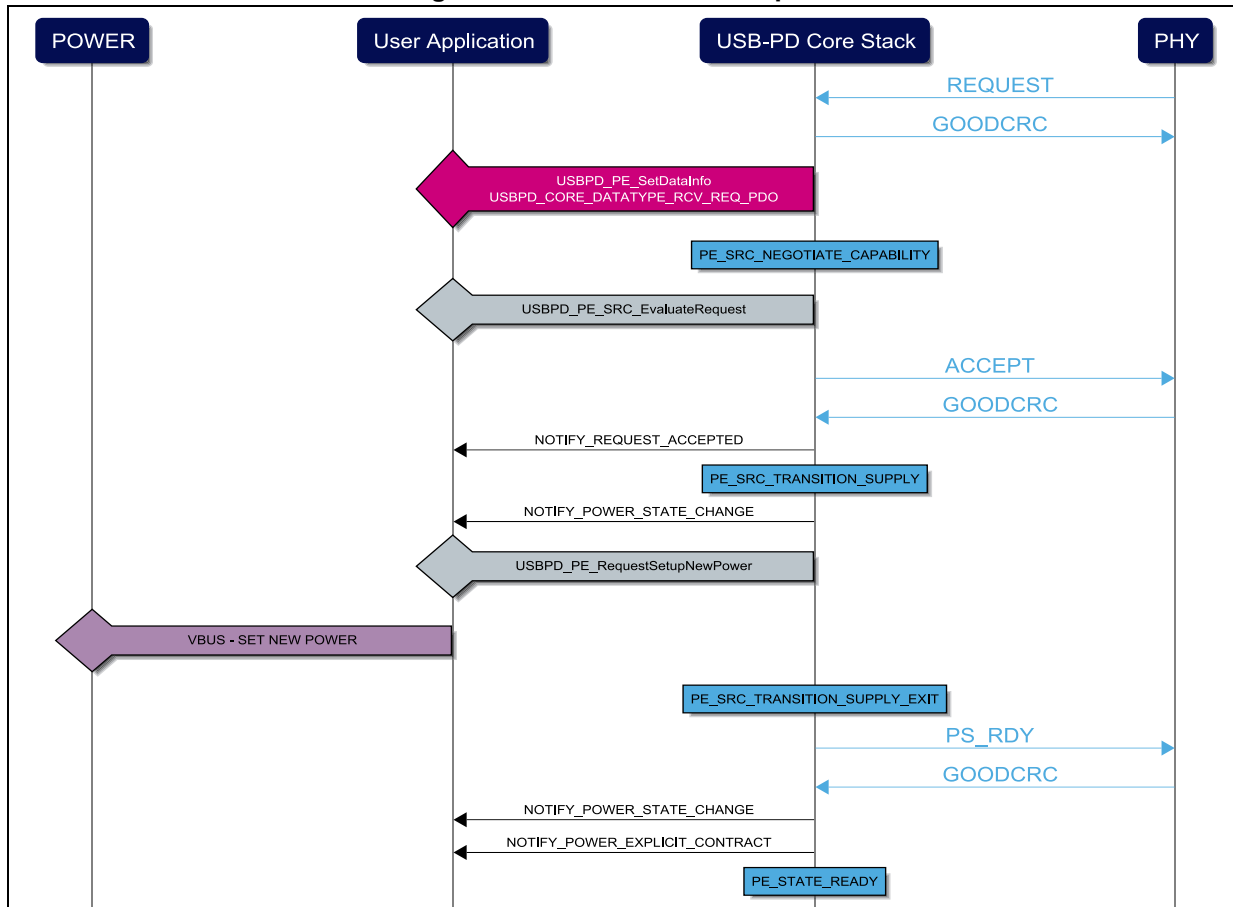 POWER
User Application
USB-PD Core Stack
PHY
REQUEST
GOODCRC
USBPD_PE_SetDataInfo
USBPD_CORE_DATATYPE_RCV_REQ_PDO
PE_SRC_NEGOTIATE_CAPABILITY
USBPD_PE_SRC_EvaluateRequest
ACCEPT
GOODCRC
NOTIFY_REQUEST_ACCEPTED
PE_SRC_TRANSITION_SUPPLY
NOTIFY_POWER_STATE_CHANGE
USBPD_PE_RequestSetupNewPower
VBUS - SET NEW POWER
PE_SRC_TRANSITION_SUPPLY_EXIT
PS_RDY
GOODCRC
NOTIFY_POWER_STATE_CHANGE
NOTIFY_POWER_EXPLICIT_CONTRACT
PE_STATE_READY